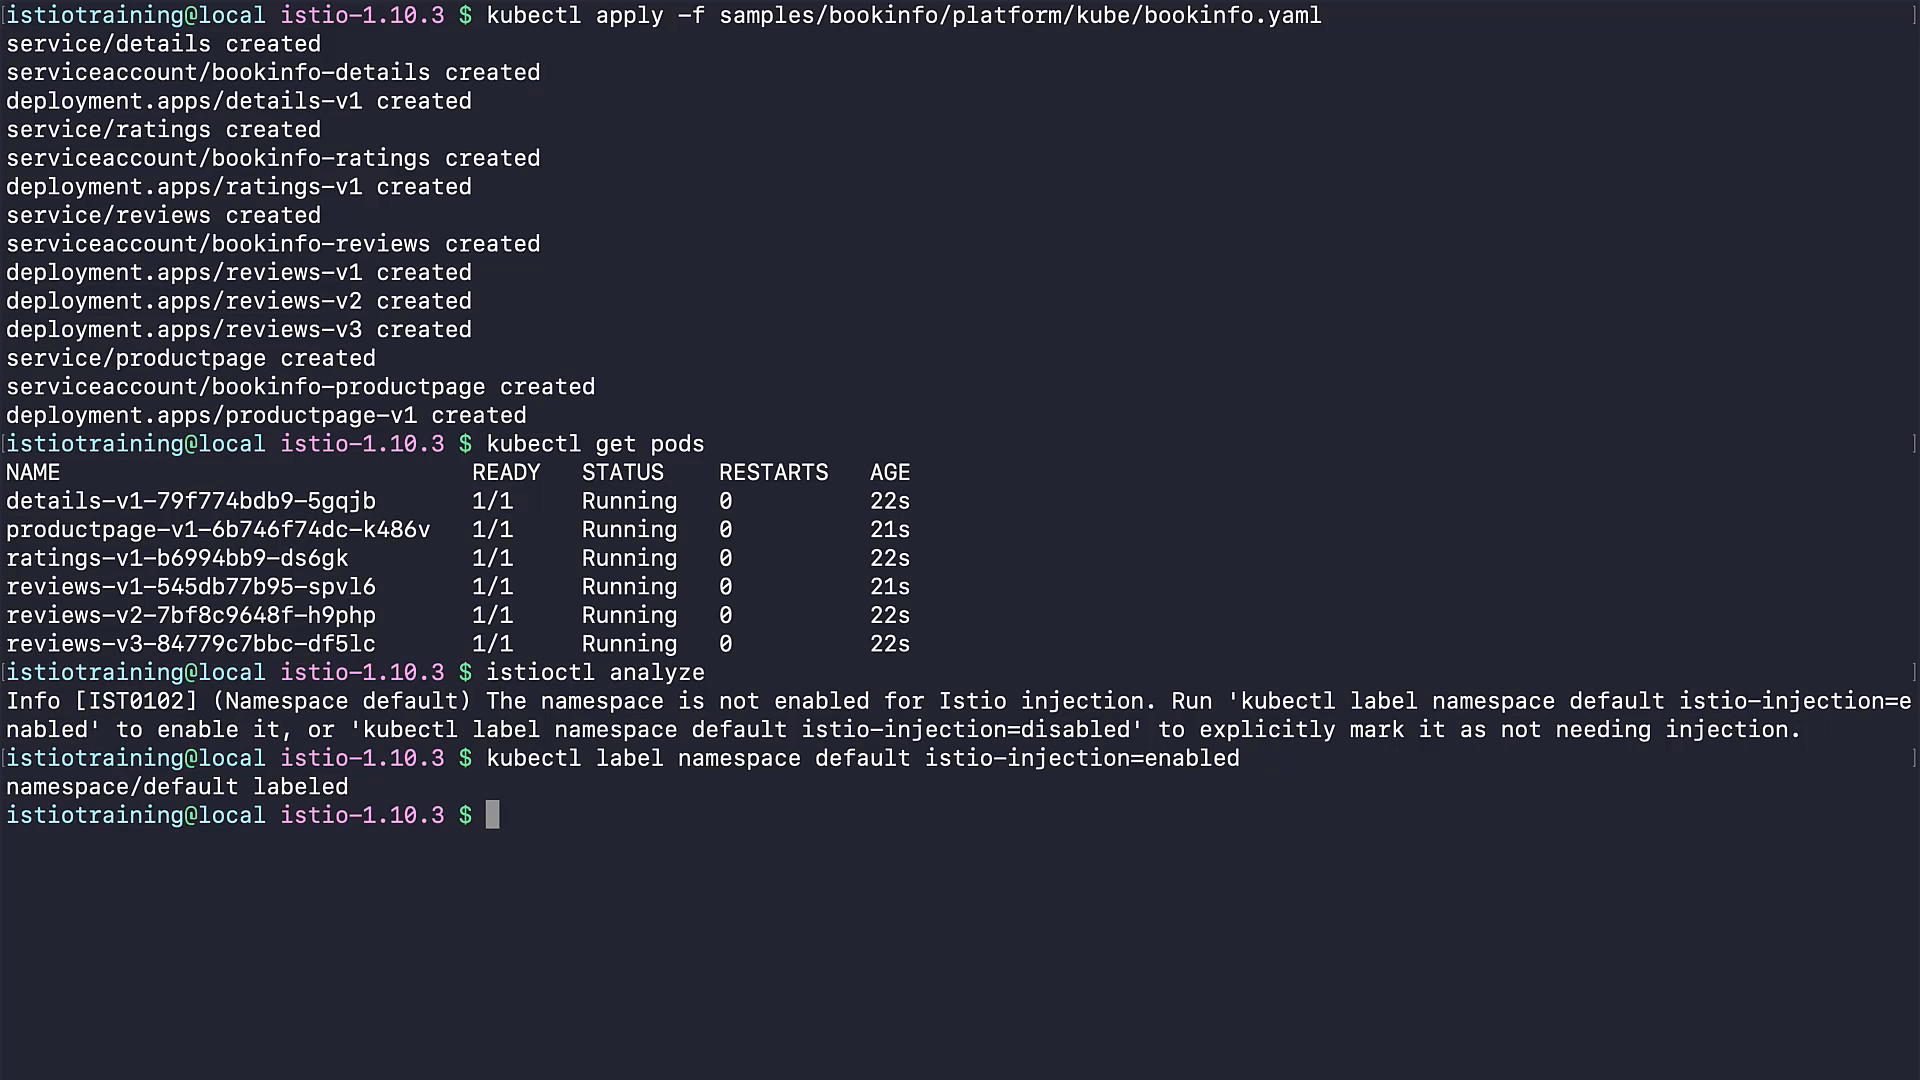 istiotraining@local istio-1.10.3 $ kubectl apply -f samples/bookinfo/platform/kube/bookinfo.yaml
service/details created
serviceaccount/bookinfo-details created
deployment.apps/details-v1 created
service/ratings created
serviceaccount/bookinfo-ratings created
deployment.apps/ratings-v1 created
service/reviews created
serviceaccount/bookinfo-reviews created
deployment.apps/reviews-v1 created
deployment.apps/reviews-v2 created
deployment.apps/reviews-v3 created
service/productpage created
serviceaccount/bookinfo-productpage created
deployment.apps/productpage-v1 created
istiotraining@local istio-1.10.3 $ kubectl get pods
NAME READY STATUS RESTARTS AGE
details-v1-79f774bdb9-5gqjb 1/1 Running 0 22s
productpage-v1-6b746f74dc-k486v 1/1 Running 0 21s
ratings-v1-b6994bb9-ds6gk 1/1 Running 0 22s
reviews-v1-545db77b95-spvl6 1/1 Running 0 21s
reviews-v2-7bf8c9648f-h9php 1/1 Running 0 22s
reviews-v3-84779c7bbc-df5lc 1/1 Running 0 22s
istiotraining@local istio-1.10.3 $ istioctl analyze
Info [IST0102] (Namespace default) The namespace is not enabled for Istio injection. Run 'kubectl label namespace default istio-injection=e
nabled' to enable it, or 'kubectl label namespace default istio-injection=disabled' to explicitly mark it as not needing injection.
istiotraining@local istio-1.10.3 $ kubectl label namespace default istio-injection=enabled
namespace/default labeled
istiotraining@local istio-1.10.3 $